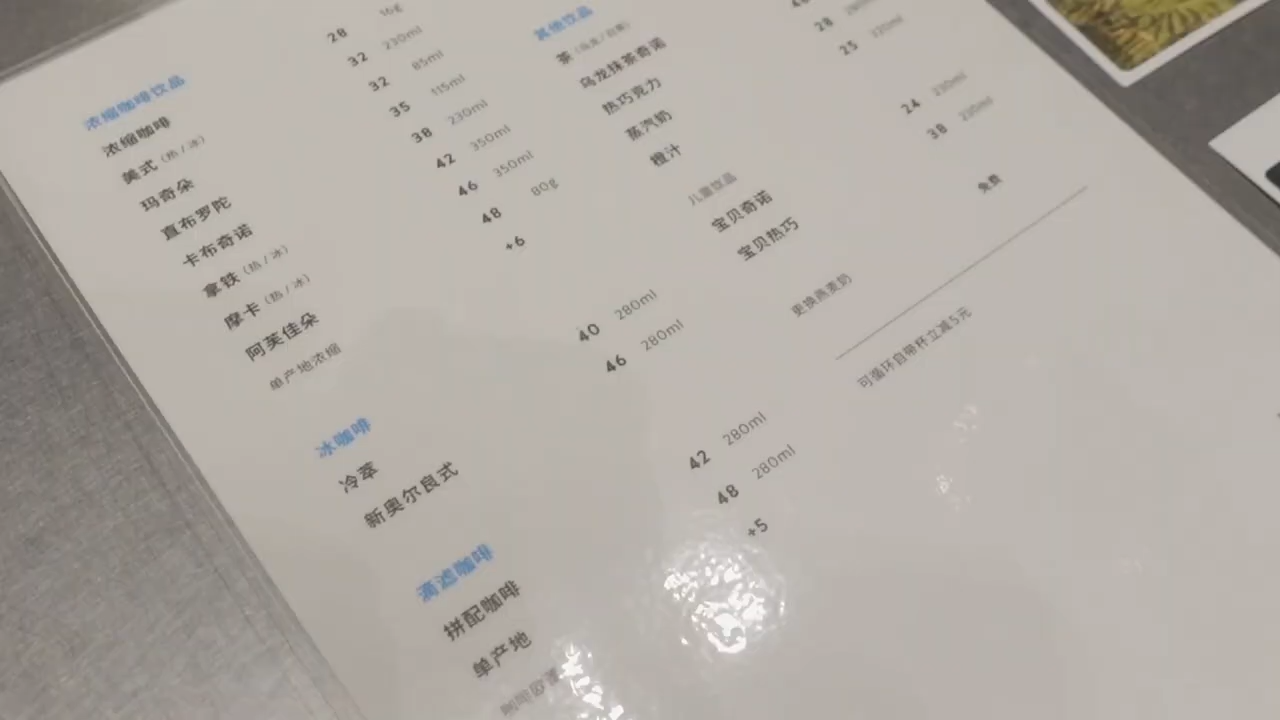 浓缩咖啡饮品
浓缩咖啡 28 16g
美式 (热 / 冰) 32 230ml
玛奇朵 32 85ml
直布罗陀 35 115ml
卡布奇诺 38 230ml
拿铁 (热 / 冰) 42 350ml
摩卡 (热 / 冰) 46 350ml
阿芙佳朵 48 80g
单产地浓缩 +6
冰咖啡
冷萃 40 280ml
新奥尔良式 46 280ml
滴滤咖啡
拼配咖啡 42 280ml
单产地 48 280ml
+5
其他饮品
茶
乌龙抹茶奇诺
热巧克力
蒸汽奶 28
橙汁 25
儿童饮品
宝贝奇诺 24 230ml
宝贝热巧 38 230ml
更换燕麦奶 免费
可循环自带杯立减5元